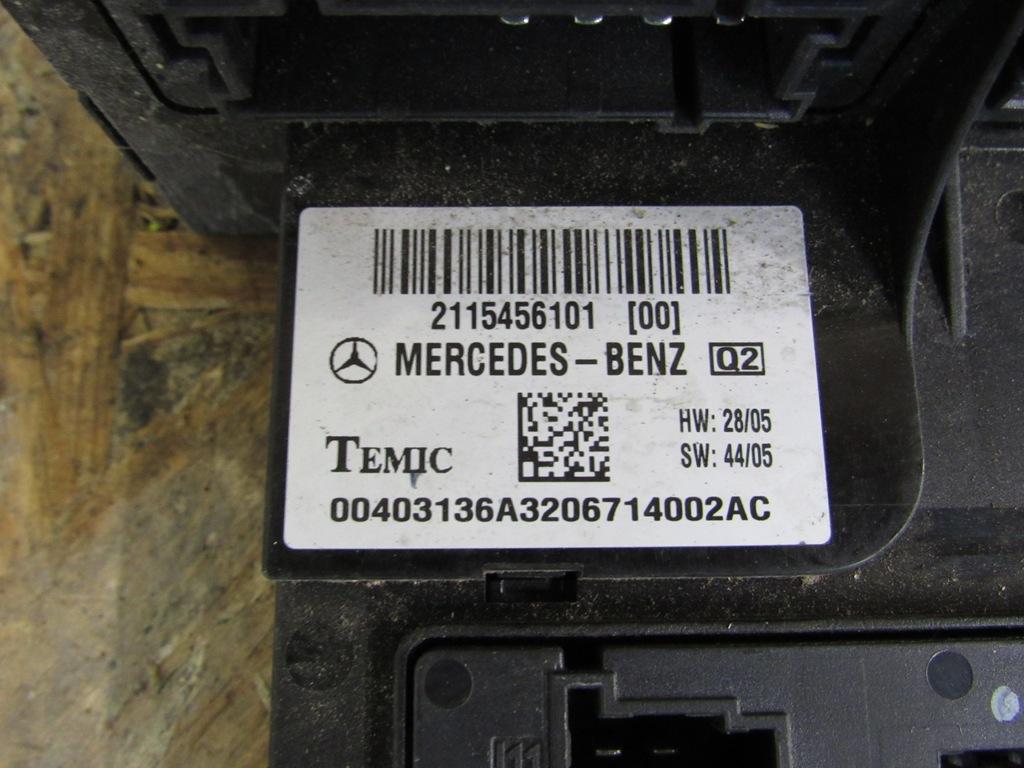 2115456101 [00]
MERCEDES-BENZ Q2
HW: 28/05
TEMIC
SW: 44/05
00403136A3206714002AC